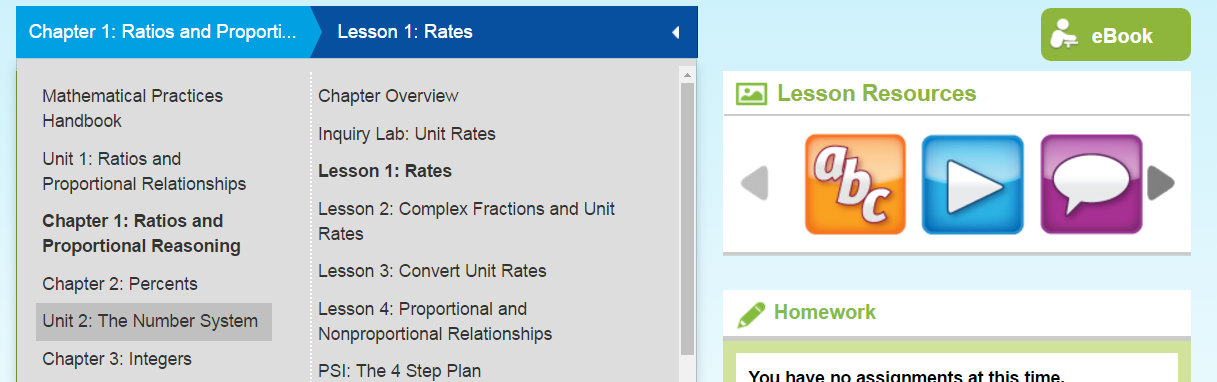 Chapter 1: Ratios and Proporti...
Lesson 1: Rates
eBook
Mathematical Practices
Handbook
Unit 1: Ratios and
Proportional Relationships
Chapter 1: Ratios and
Proportional Reasoning
Chapter 2: Percents
Unit 2: The Number System
Chapter 3: Integers
Chapter Overview
Inquiry Lab: Unit Rates
Lesson 1: Rates
Lesson 2: Complex Fractions and Unit
Rates
Lesson 3: Convert Unit Rates
Lesson 4: Proportional and
Nonproportional Relationships
PSI: The 4 Step Plan
Lesson Resources
abc
Homework
You have no assignments at this time.